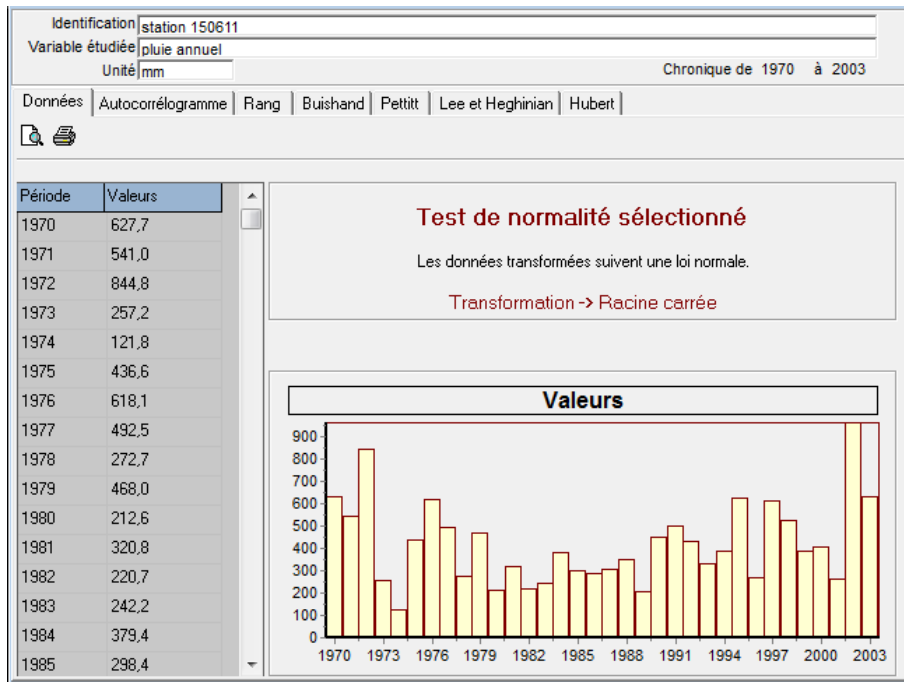 Identification station 150611
Variable étudiée pluie annuel
Unité mm Chronique de 1970 à 2003
Données Autocorrélogramme Rang Buishand Pettitt Lee et Heghinian Hubert
Période Valeurs
1970 627,7
1971 541,0
1972 844,8
1973 257,2
1974 121,8
1975 436,6
1976 618,1
1977 492,5
1978 272,7
1979 468,0
1980 212,6
1981 320,8
1982 220,7
1983 242,2
1984 379,4
1985 298,4
Test de normalité sélectionné
Les données transformées suivent une loi normale.
Transformation -> Racine carrée
Valeurs
900
800
700
600
500
400
300
200
100
0
1970 1973 1976 1979 1982 1985 1988 1991 1994 1997 2000 2003